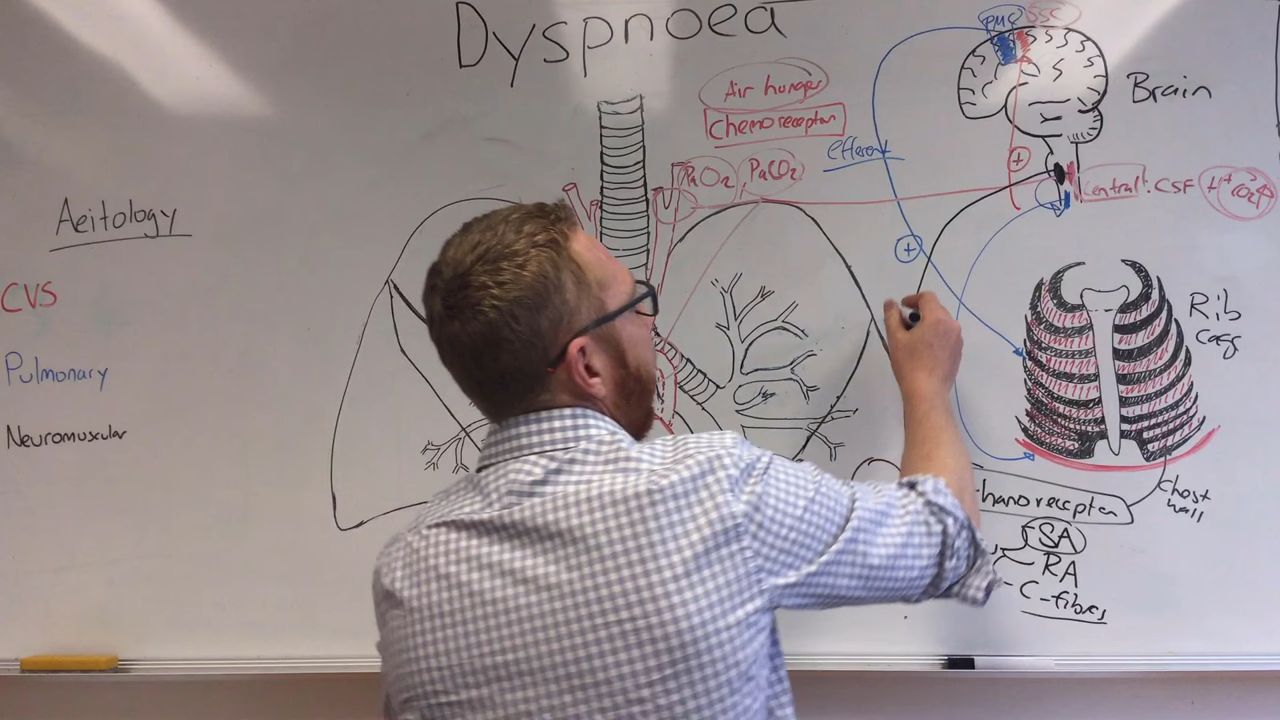 Dyspnoea
PMC SSC
Air hunger
Chemoreceptor
Brain
efferent
PaO2 PaCO2
+
central: CSF H+ CO2
Aeitology
+
CVS
Rib
cage
Pulmonary
Neuromuscular
hanoreceptor
chest
wall
SA
RA
C-fibres